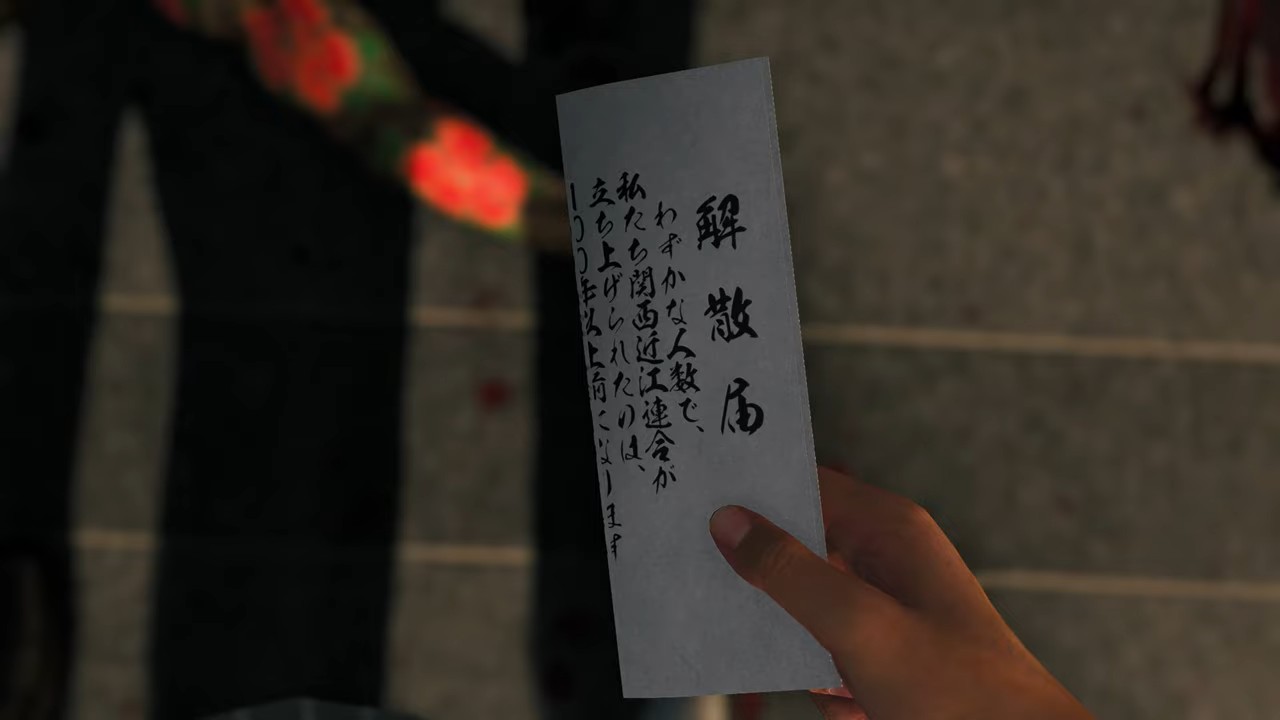 解散届
わずかな人数で、
私たち関西近江連合が
立ち上げられたのは、
100年以上前になります